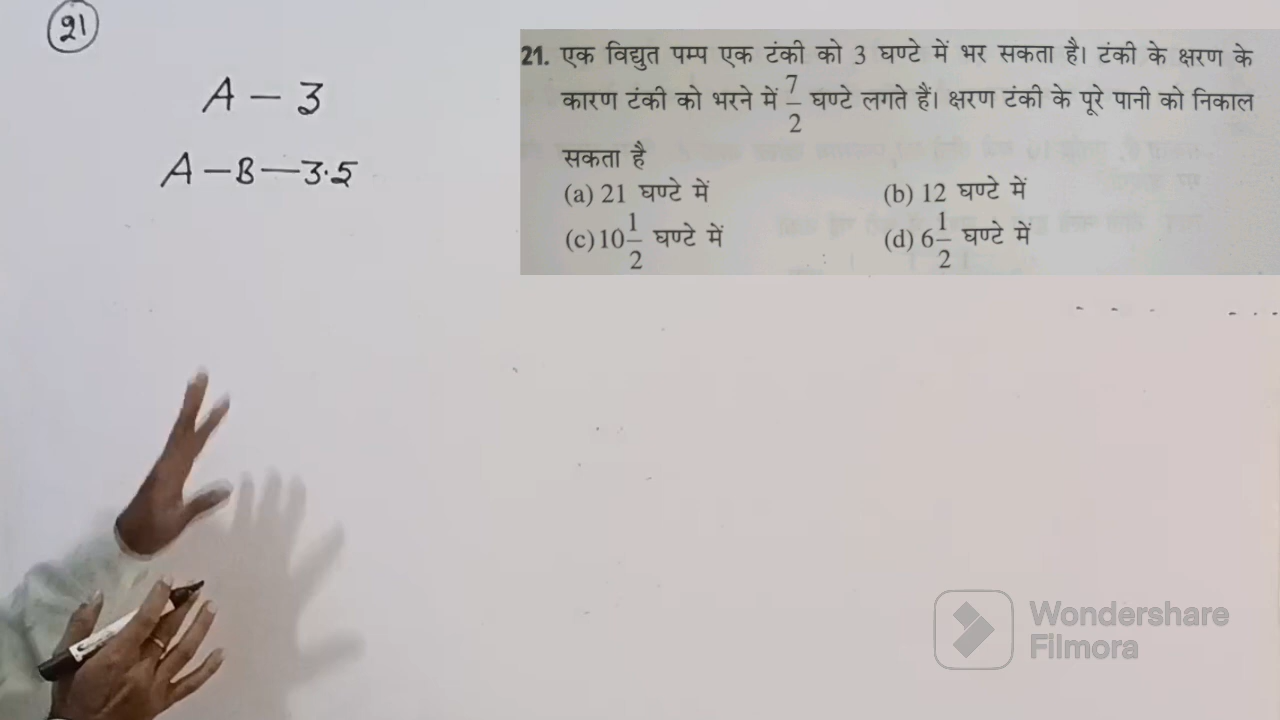 21
A - 3
A - B - 3.5
21. एक विद्युत पम्प एक टंकी को 3 घण्टे में भर सकता है। टंकी के क्षरण के
कारण टंकी को भरने में 7/2 घण्टे लगते हैं। क्षरण टंकी के पूरे पानी को निकाल
सकता है
(a) 21 घण्टे में (b) 12 घण्टे में
(c) 10 1/2 घण्टे में (d) 6 1/2 घण्टे में
Wondershare
Filmora